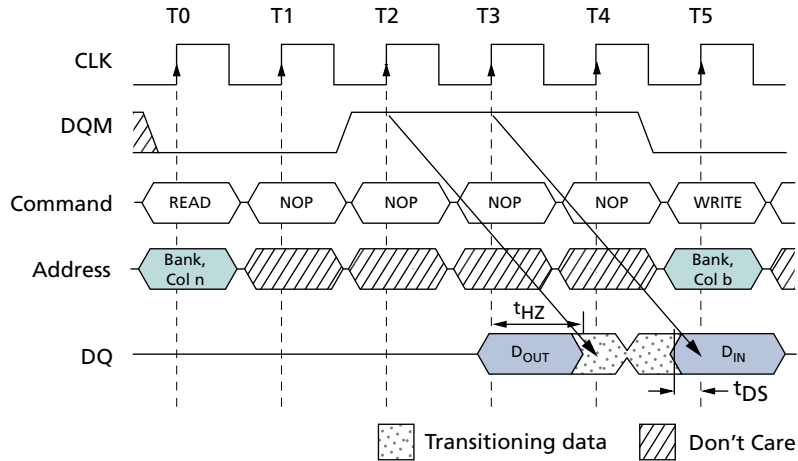 T0 T1 T2 T3 T4 T5
CLK
DQM
Command READ NOP NOP NOP NOP WRITE
Address Bank, Col n Bank, Col b
tHZ
DQ DOUT DIN
tDS
Transitioning data Don't Care